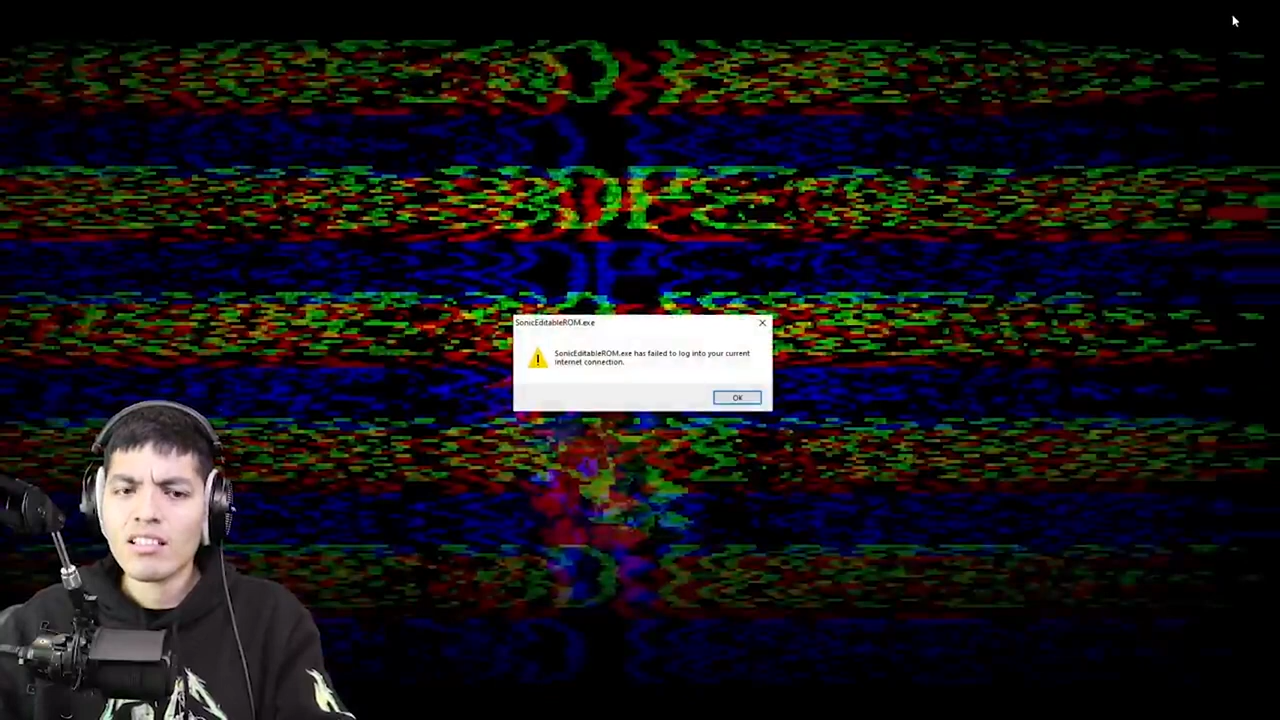 SonicEditableROM.exe
SonicEditableROM.exe has failed to log into your current
internet connection.
OK